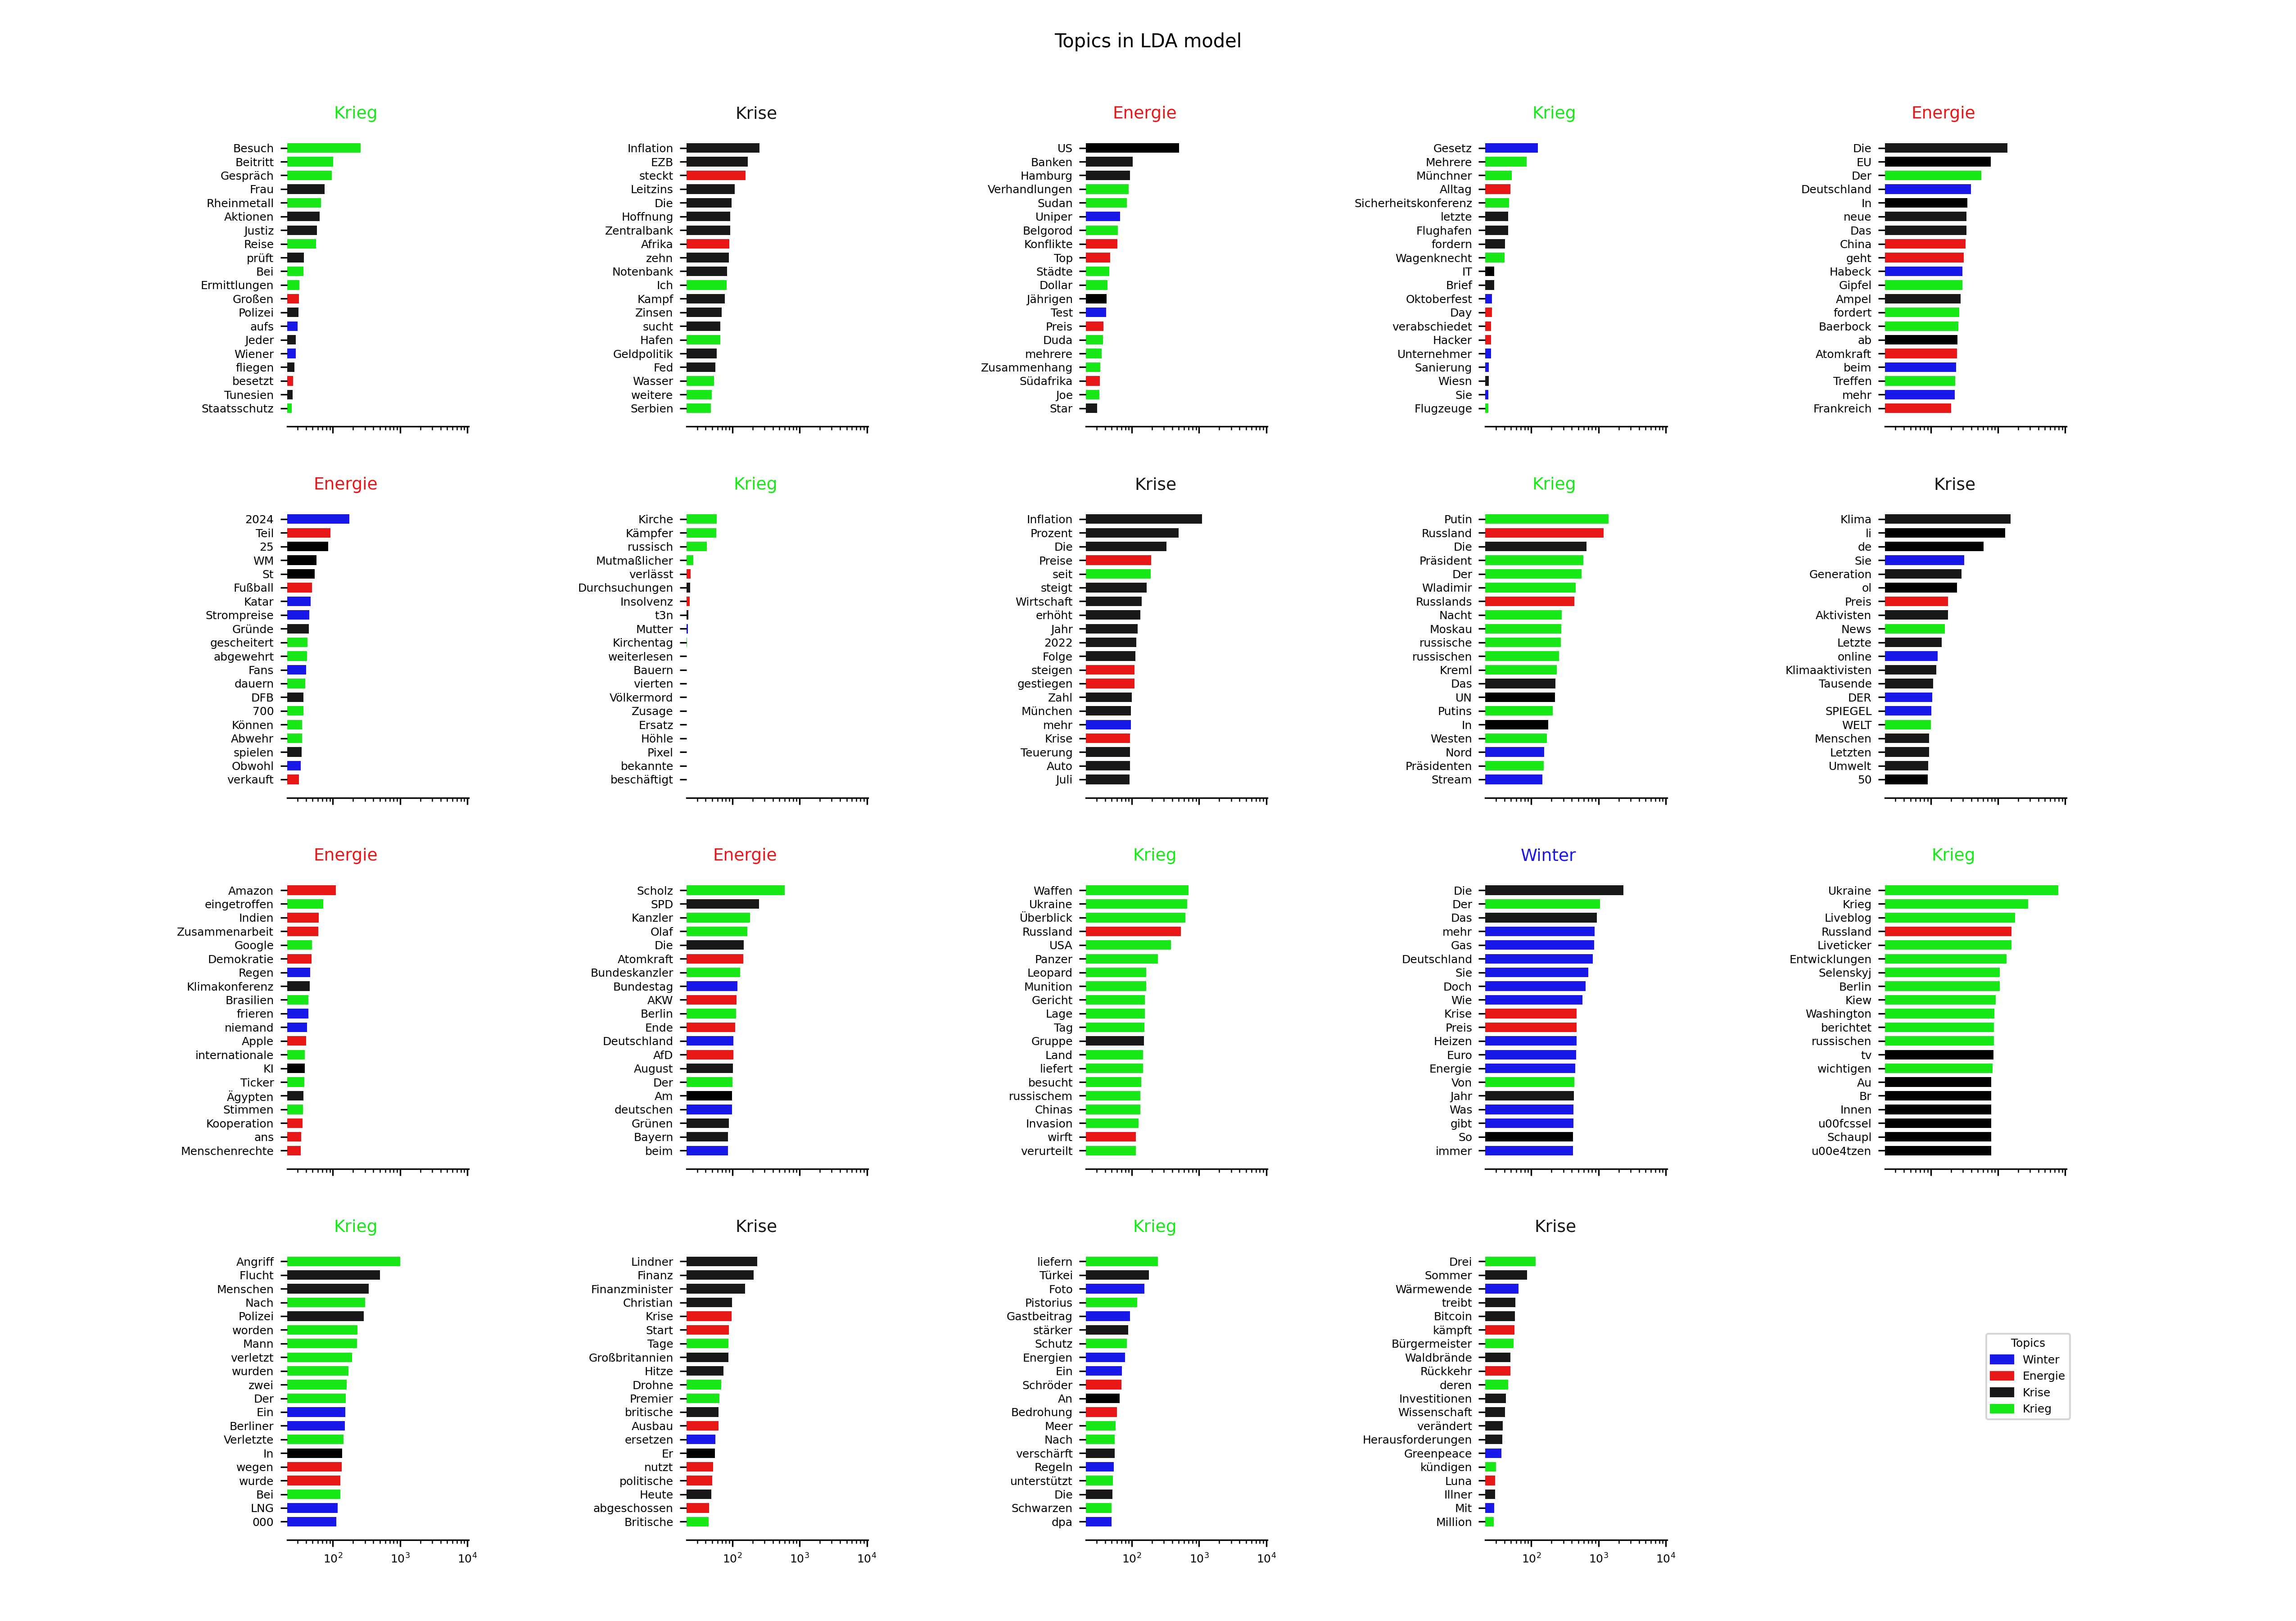 Topics in LDA model
Krieg
Besuch
Beitritt
Gespräch
Frau
Rheinmetall
Aktionen
Justiz
Reise
prüft
Bei
Ermittlungen
Großen
Polizei
aufs
Jeder
Wiener
fliegen
besetzt
Tunesien
Staatsschutz
Krise
Inflation
EZB
steckt
Leitzins
Die
Hoffnung
Zentralbank
Afrika
zehn
Notenbank
Ich
Kampf
Zinsen
sucht
Hafen
Geldpolitik
Fed
Wasser
weitere
Serbien
Energie
US
Banken
Hamburg
Verhandlungen
Sudan
Uniper
Belgorod
Konflikte
Top
Städte
Dollar
Jährigen
Test
Preis
Duda
mehrere
Zusammenhang
Südafrika
Joe
Star
Krieg
Gesetz
Mehrere
Münchner
Alltag
Sicherheitskonferenz
letzte
Flughafen
fordern
Wagenknecht
IT
Brief
Oktoberfest
Day
verabschiedet
Hacker
Unternehmer
Sanierung
Wiesn
Sie
Flugzeuge
Energie
Die
EU
Der
Deutschland
In
neue
Das
China
geht
Habeck
Gipfel
Ampel
fordert
Baerbock
ab
Atomkraft
beim
Treffen
mehr
Frankreich
Energie
2024
Teil
25
WM
St
Fußball
Katar
Strompreise
Gründe
gescheitert
abgewehrt
Fans
dauern
DFB
700
Können
Abwehr
spielen
Obwohl
verkauft
Krieg
Kirche
Kämpfer
russisch
Mutmaßlicher
verlässt
Durchsuchungen
Insolvenz
t3n
Mutter
Kirchentag
weiterlesen
Bauern
vierten
Völkermord
Zusage
Ersatz
Höhle
Pixel
bekannte
beschäftigt
Krise
Inflation
Prozent
Die
Preise
seit
steigt
Wirtschaft
erhöht
Jahr
2022
Folge
steigen
gestiegen
Zahl
München
mehr
Krise
Teuerung
Auto
Juli
Krieg
Putin
Russland
Die
Präsident
Der
Wladimir
Russlands
Nacht
Moskau
russische
russischen
Kreml
Das
UN
Putins
In
Westen
Nord
Präsidenten
Stream
Krise
Klima
li
de
Sie
Generation
ol
Preis
Aktivisten
News
Letzte
online
Klimaaktivisten
Tausende
DER
SPIEGEL
WELT
Menschen
Letzten
Umwelt
50
Energie
Amazon
eingetroffen
Indien
Zusammenarbeit
Google
Demokratie
Regen
Klimakonferenz
Brasilien
frieren
niemand
Apple
internationale
KI
Ticker
Ägypten
Stimmen
Kooperation
ans
Menschenrechte
Energie
Scholz
SPD
Kanzler
Olaf
Die
Atomkraft
Bundeskanzler
Bundestag
AKW
Berlin
Ende
Deutschland
AfD
August
Der
Am
deutschen
Grünen
Bayern
beim
Krieg
Waffen
Ukraine
Überblick
Russland
USA
Panzer
Leopard
Munition
Gericht
Lage
Tag
Gruppe
Land
liefert
besucht
russischem
Chinas
Invasion
wirft
verurteilt
Winter
Die
Der
Das
mehr
Gas
Deutschland
Sie
Doch
Wie
Krise
Preis
Heizen
Euro
Energie
Von
Jahr
Was
gibt
So
immer
Krieg
Ukraine
Krieg
Liveblog
Russland
Liveticker
Entwicklungen
Selenskyj
Berlin
Kiew
Washington
berichtet
russischen
tv
wichtigen
Au
Br
Innen
u00fcssel
Schaupl
u00e4tzen
Krieg
Angriff
Flucht
Menschen
Nach
Polizei
worden
Mann
verletzt
wurden
zwei
Der
Ein
Berliner
Verletzte
In
wegen
wurde
Bei
LNG
000
10² 10³ 10⁴
Krise
Lindner
Finanz
Finanzminister
Christian
Krise
Start
Tage
Großbritannien
Hitze
Drohne
Premier
britische
Ausbau
ersetzen
Er
nutzt
politische
Heute
abgeschossen
Britische
10² 10³ 10⁴
Krieg
liefern
Türkei
Foto
Pistorius
Gastbeitrag
stärker
Schutz
Energien
Ein
Schröder
An
Bedrohung
Meer
Nach
verschärft
Regeln
unterstützt
Die
Schwarzen
dpa
10² 10³ 10⁴
Krise
Drei
Sommer
Wärmewende
treibt
Bitcoin
kämpft
Bürgermeister
Waldbrände
Rückkehr
deren
Investitionen
Wissenschaft
verändert
Herausforderungen
Greenpeace
kündigen
Luna
Illner
Mit
Million
10² 10³ 10⁴
Topics
Winter
Energie
Krise
Krieg